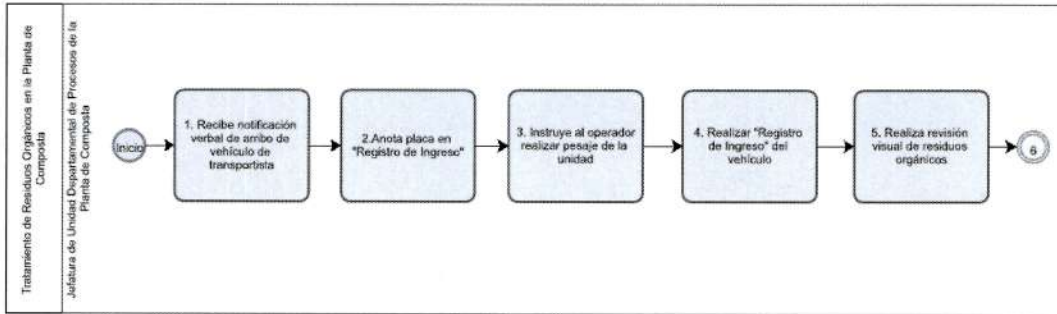 Tratamiento de Residuos Orgánicos en la Planta de
Composta
Jefatura de Unidad Departamental de Procesos de la
Planta de Composta
Inicio
1. Recibe notificación
verbal de arribo de
vehículo de
transportista
2.Anota placa en
"Registro de Ingreso"
3. Instruye al operador
realizar pesaje de la
unidad
4. Realizar "Registro
de Ingreso" del
vehículo
5. Realiza revisión
visual de residuos
orgánicos
6